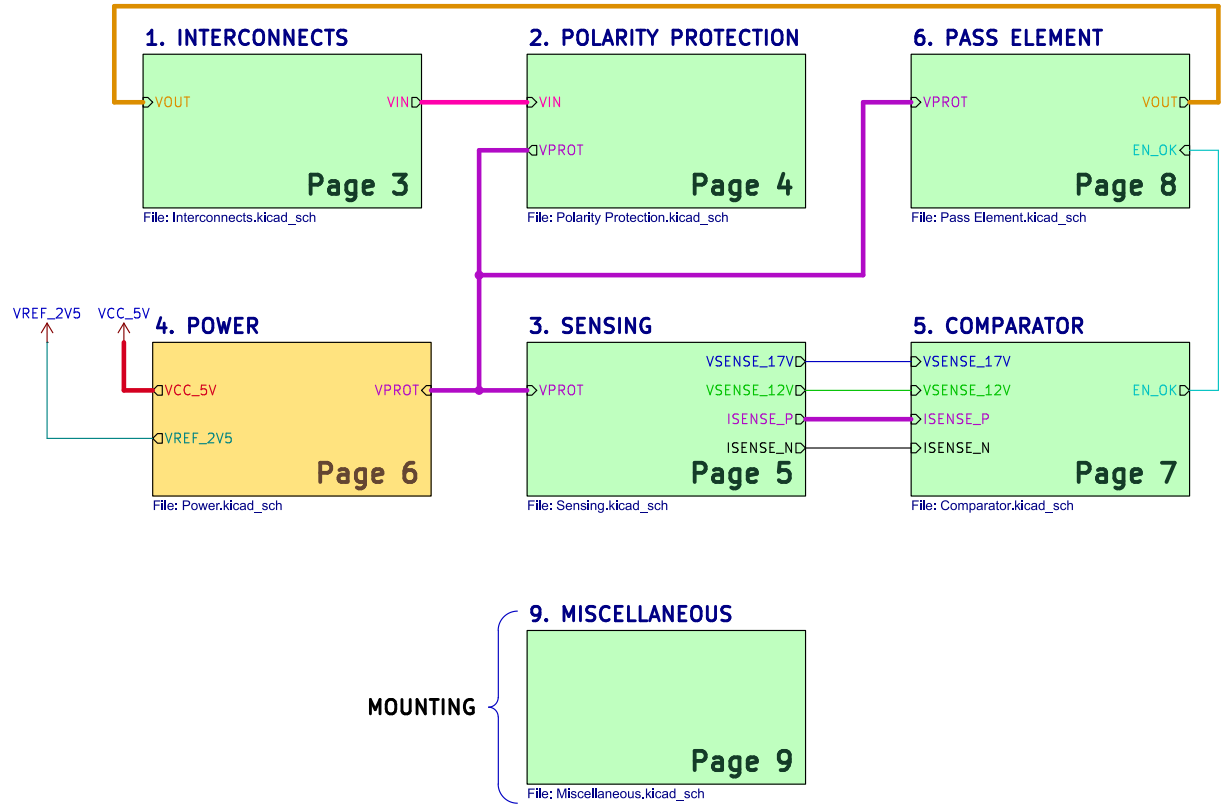 1. INTERCONNECTS
VOUT
VIN
Page 3
File: Interconnects.kicad_sch
2. POLARITY PROTECTION
VIN
VPROT
Page 4
File: Polarity Protection.kicad_sch
6. PASS ELEMENT
VPROT
VOUT
EN_OK
Page 8
File: Pass Element.kicad_sch
VREF_2V5
VCC_5V
4. POWER
VCC_5V
VPROT
VREF_2V5
Page 6
File: Power.kicad_sch
3. SENSING
VSENSE_17V
VPROT
VSENSE_12V
ISENSE_P
ISENSE_N
Page 5
File: Sensing.kicad_sch
5. COMPARATOR
VSENSE_17V
VSENSE_12V
EN_OK
ISENSE_P
ISENSE_N
Page 7
File: Comparator.kicad_sch
9. MISCELLANEOUS
MOUNTING
Page 9
File: Miscellaneous.kicad_sch